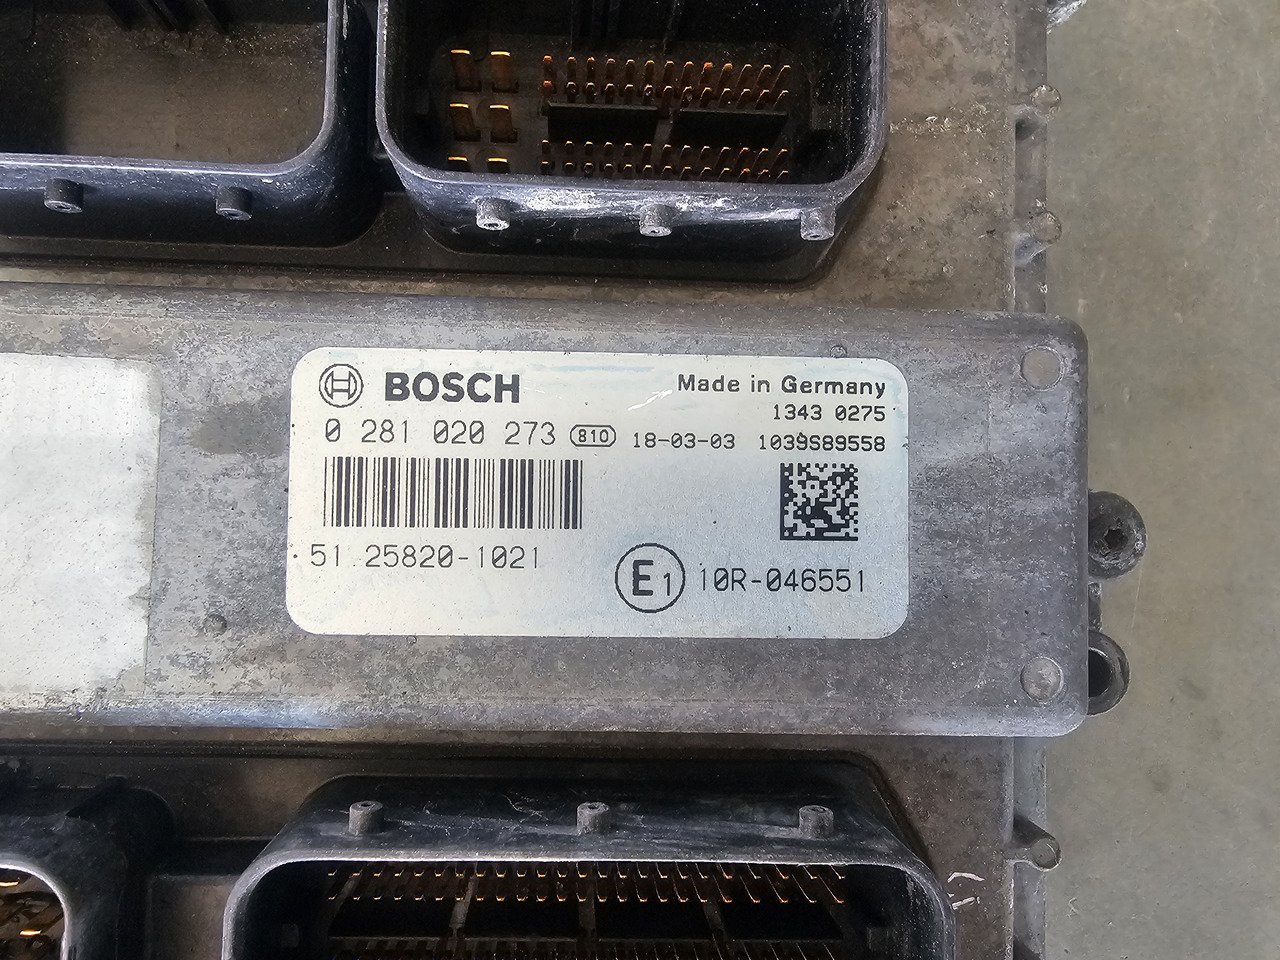 BOSCH Made in Germany
1343 0275
0 281 020 273 810 18-03-03 1039S89558
51.25820-1021
E1 10R-046551